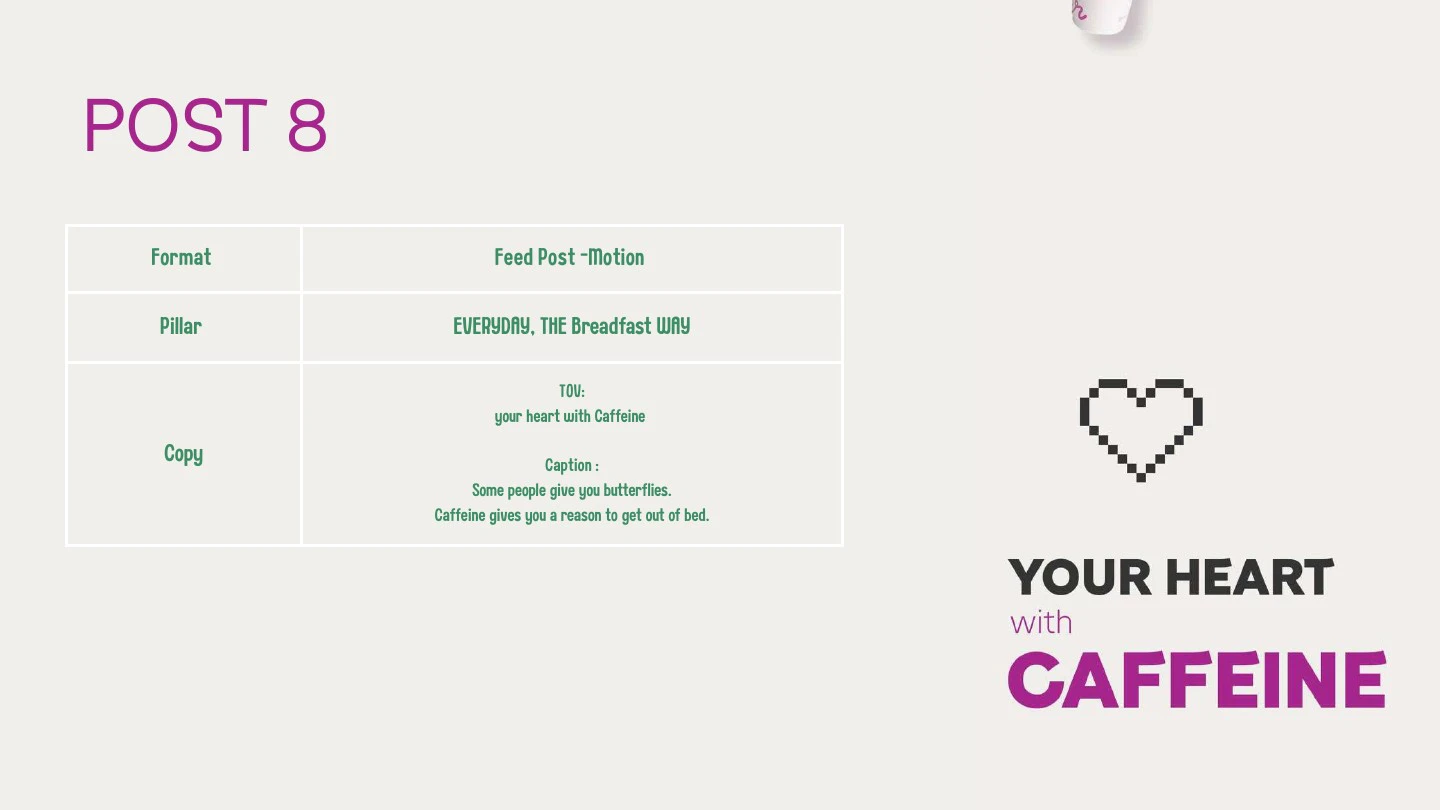 POST 8
Format
Feed Post -Motion
Pillar
EVERYDAY, THE Breadfast WAY
Copy
TOV:
your heart with Caffeine
Caption :
Some people give you butterflies.
Caffeine gives you a reason to get out of bed.
YOUR HEART
with
CAFFEINE